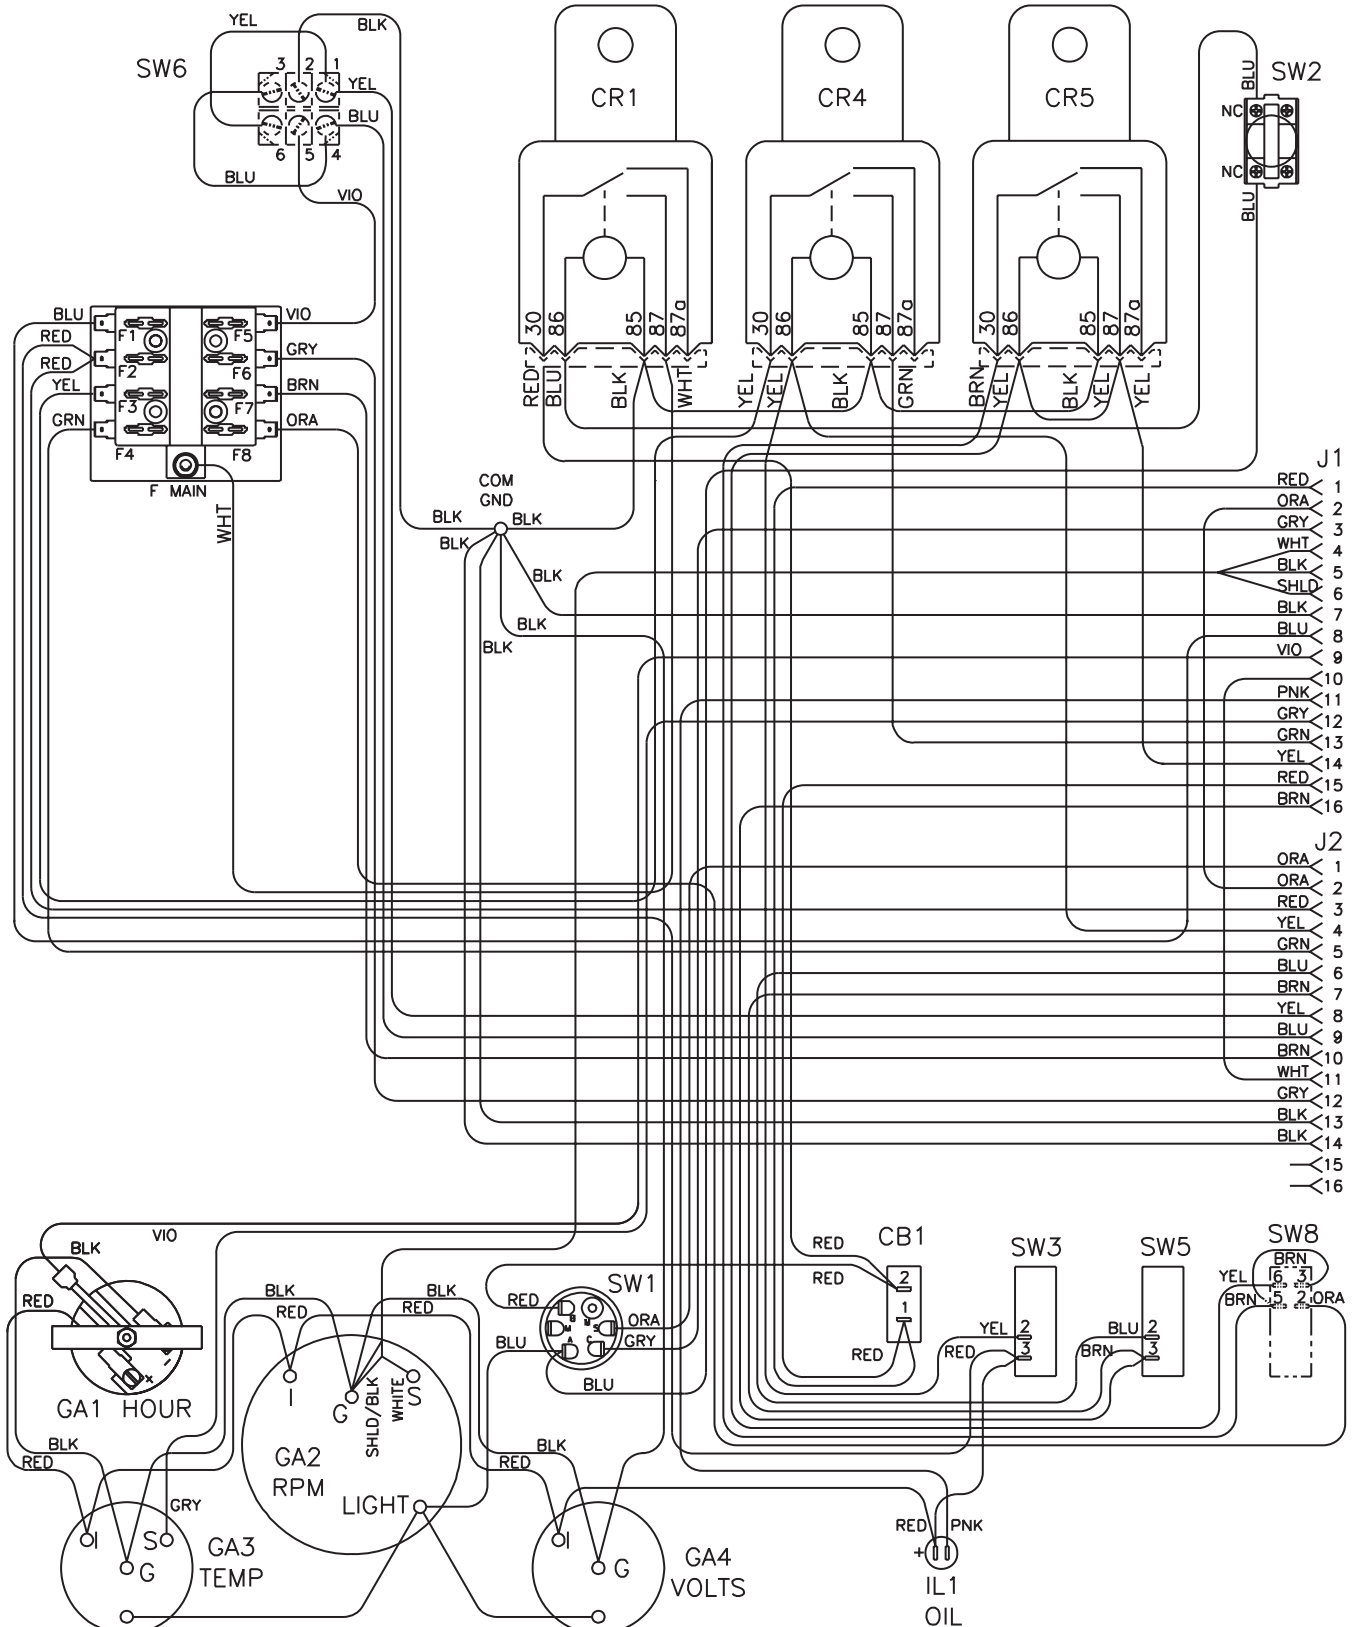 YEL
BLK
SW6
3 2 1
YEL
BLU
6 5 4
BLU
VIO
CR1
CR4
CR5
SW2
BLU
NC
NC
BLU
30 86 85 87 87a
30 86 85 87 87a
30 86 85 87 87a
RED BLU BLK WHT
YEL YEL BLK GRN
BRN YEL BLK YEL YEL
BLU F1 F5 VIO
RED
RED F2 F6 GRY
YEL F3 F7 BRN
GRN F4 F8 ORA
F MAIN
WHT
COM
GND
BLK
BLK
BLK
BLK
BLK
BLK
J1
RED 1
ORA 2
GRY 3
WHT 4
BLK 5
SHLD 6
BLK 7
BLU 8
VIO 9
10
PNK 11
GRY 12
GRN 13
YEL 14
RED 15
BRN 16
J2
ORA 1
ORA 2
RED 3
YEL 4
GRN 5
BLU 6
BRN 7
YEL 8
BLU 9
BRN 10
WHT 11
GRY 12
BLK 13
BLK 14
15
16
VIO
BLK
RED
GA1 HOUR
- +
BLK
RED
GRY
I S
G
GA3
TEMP
BLK
RED
BLK
RED
I G S
SHLD/BLK
WHITE
GA2
RPM
LIGHT
SW1
RED
BLU
ORA
GRY
BLU
B R M S A C
BLK
RED
I
G
GA4
VOLTS
RED
RED
CB1
2
1
RED
SW3
YEL 2
RED 3
SW5
BLU 2
BRN 3
SW8
BRN
YEL 6 3
BRN 5 2 ORA
RED PNK
+
IL1
OIL